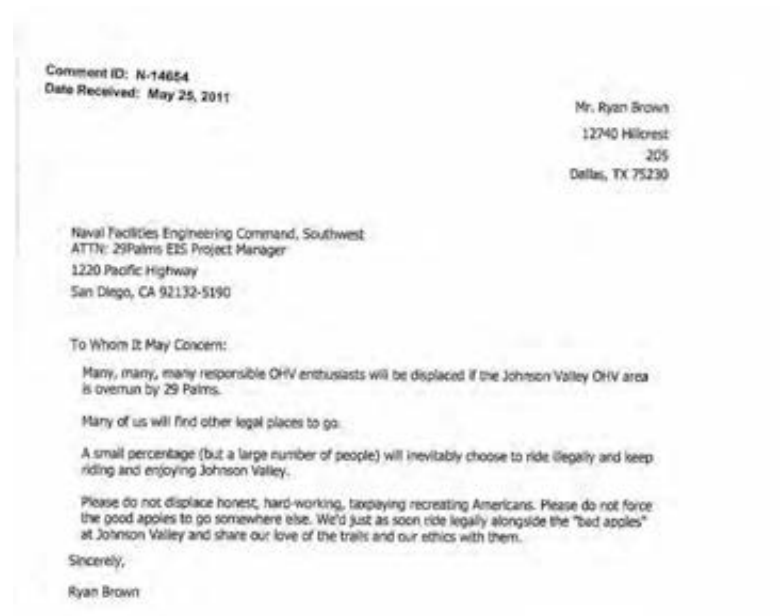 Comment ID: N-14654
Date Received: May 25, 2011
Mr. Ryan Brown
12740 Hillcrest
205
Dallas, TX 75230
Naval Facilities Engineering Command, Southwest
ATTN: 29Palms EIS Project Manager
1220 Pacific Highway
San Diego, CA 92132-5190
To Whom It May Concern:
Many, many, many responsible OHV enthusiasts will be displaced if the Johnson Valley OHV area
is overrun by 29 Palms.
Many of us will find other legal places to go.
A small percentage (but a large number of people) will inevitably choose to ride illegally and keep
riding and enjoying Johnson Valley.
Please do not displace honest, hard-working, taxpaying recreating Americans. Please do not force
the good apples to go somewhere else. We'd just as soon ride legally alongside the "bad apples"
at Johnson Valley and share our love of the trails and our ethics with them.
Sincerely,
Ryan Brown